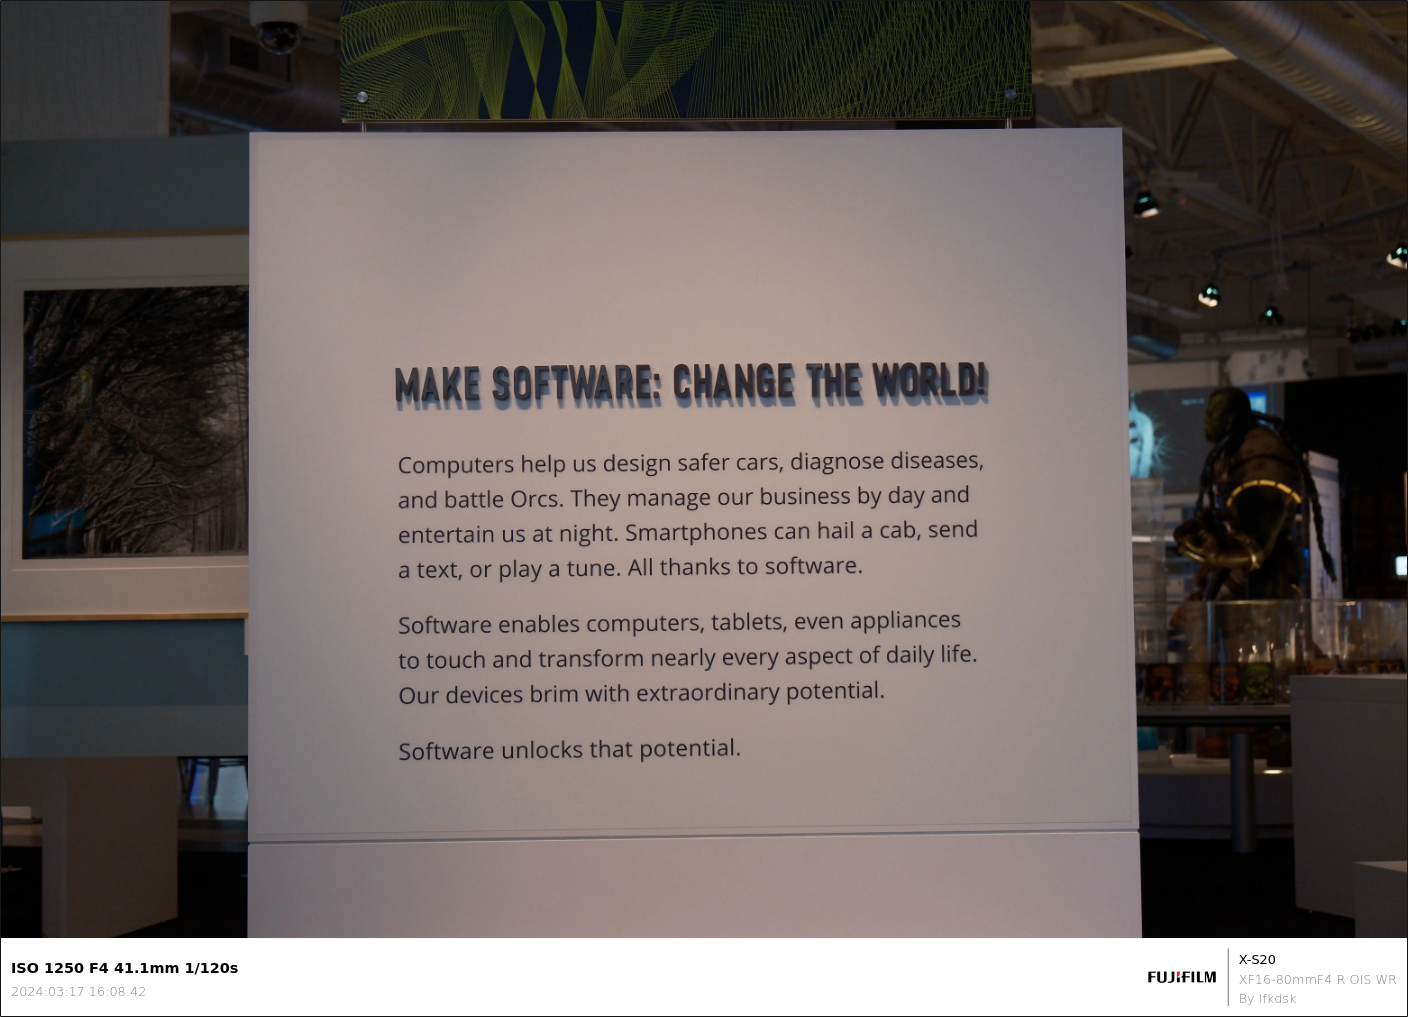 MAKE SOFTWARE: CHANGE THE WORLD!
Computers help us design safer cars, diagnose diseases,
and battle Orcs. They manage our business by day and
entertain us at night. Smartphones can hail a cab, send
a text, or play a tune. All thanks to software.
Software enables computers, tablets, even appliances
to touch and transform nearly every aspect of daily life.
Our devices brim with extraordinary potential.
Software unlocks that potential.
ISO 1250 F4 41.1mm 1/120s
2024:03:17 16:08:42
FUJIFILM
X-S20
XF16-80mmF4 R OIS WR
By lfkdsk